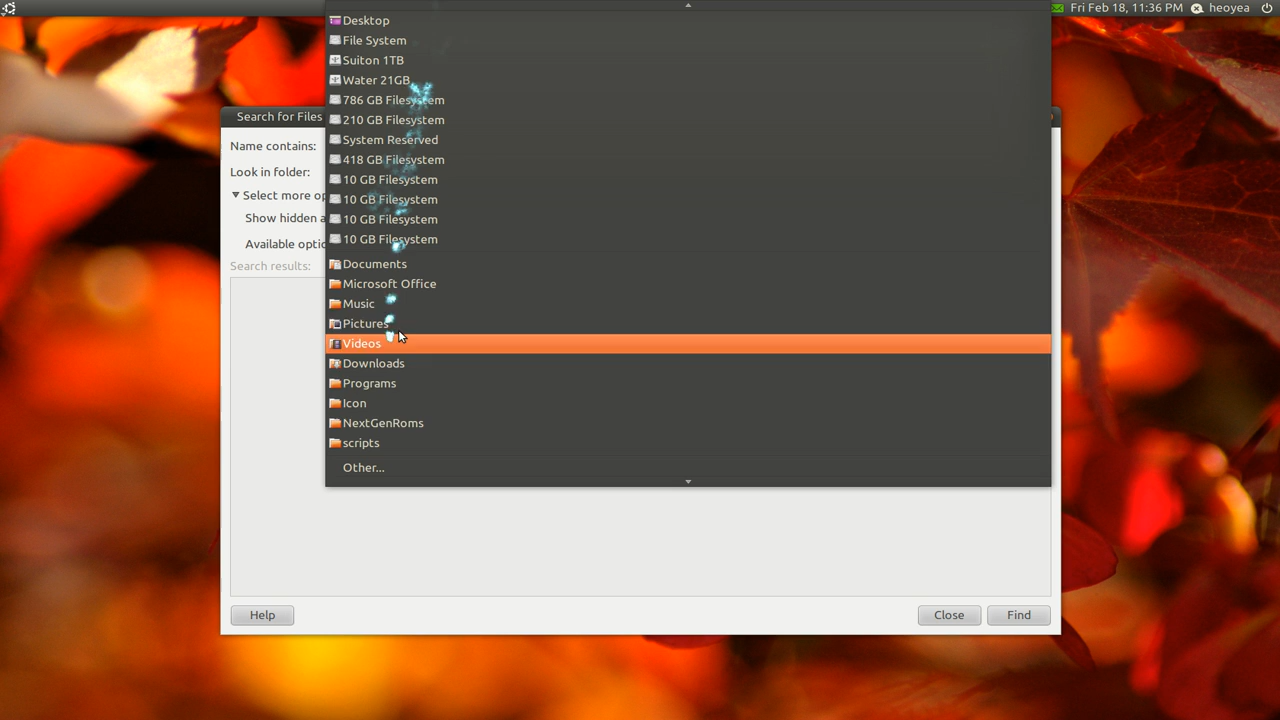 Fri Feb 18, 11:36 PM heoyea
Desktop
File System
Suiton 1TB
Water 21GB
786 GB Filesystem
210 GB Filesystem
System Reserved
418 GB Filesystem
10 GB Filesystem
10 GB Filesystem
10 GB Filesystem
10 GB Filesystem
Documents
Microsoft Office
Music
Pictures
Videos
Downloads
Programs
Icon
NextGenRoms
scripts
Other...
Search for Files
Name contains:
Look in folder:
Select more op
Show hidden a
Available optio
Search results:
Help Close Find